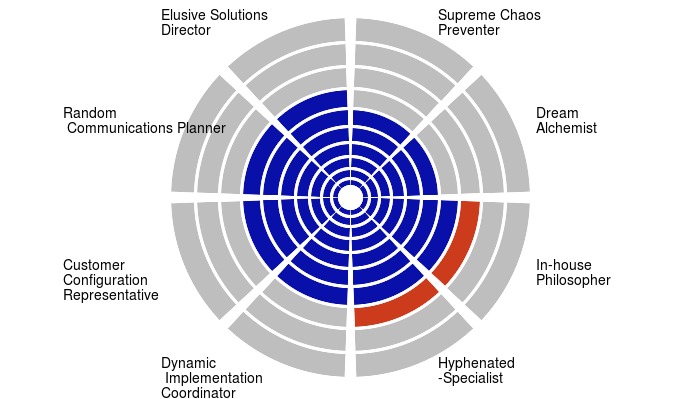 Elusive Solutions
Director
Supreme Chaos
Preventer
Random
Communications Planner
Dream
Alchemist
Customer
Configuration
Representative
In-house
Philosopher
Dynamic
Implementation
Coordinator
Hyphenated
-Specialist